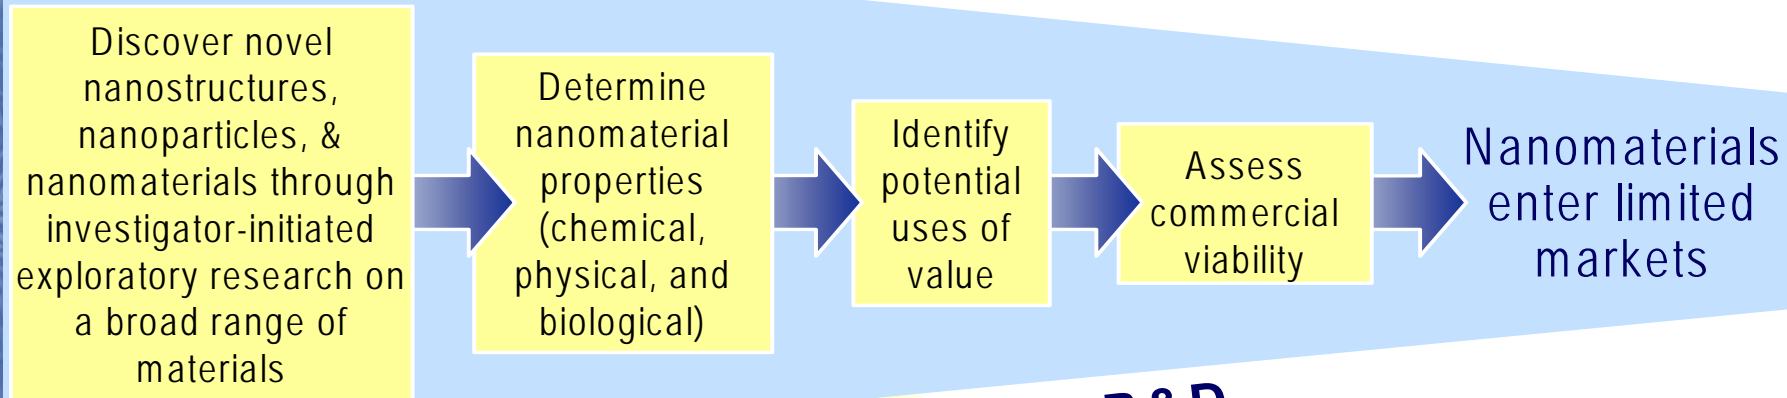 Discover novel
nanostructures,
nanoparticles, &
nanomaterials through
investigator-initiated
exploratory research on
a broad range of
materials
Determine
nanomaterial
properties
(chemical,
physical, and
biological)
Identify
potential
uses of
value
Assess
commercial
viability
Nanomaterials
enter limited
markets
R&D